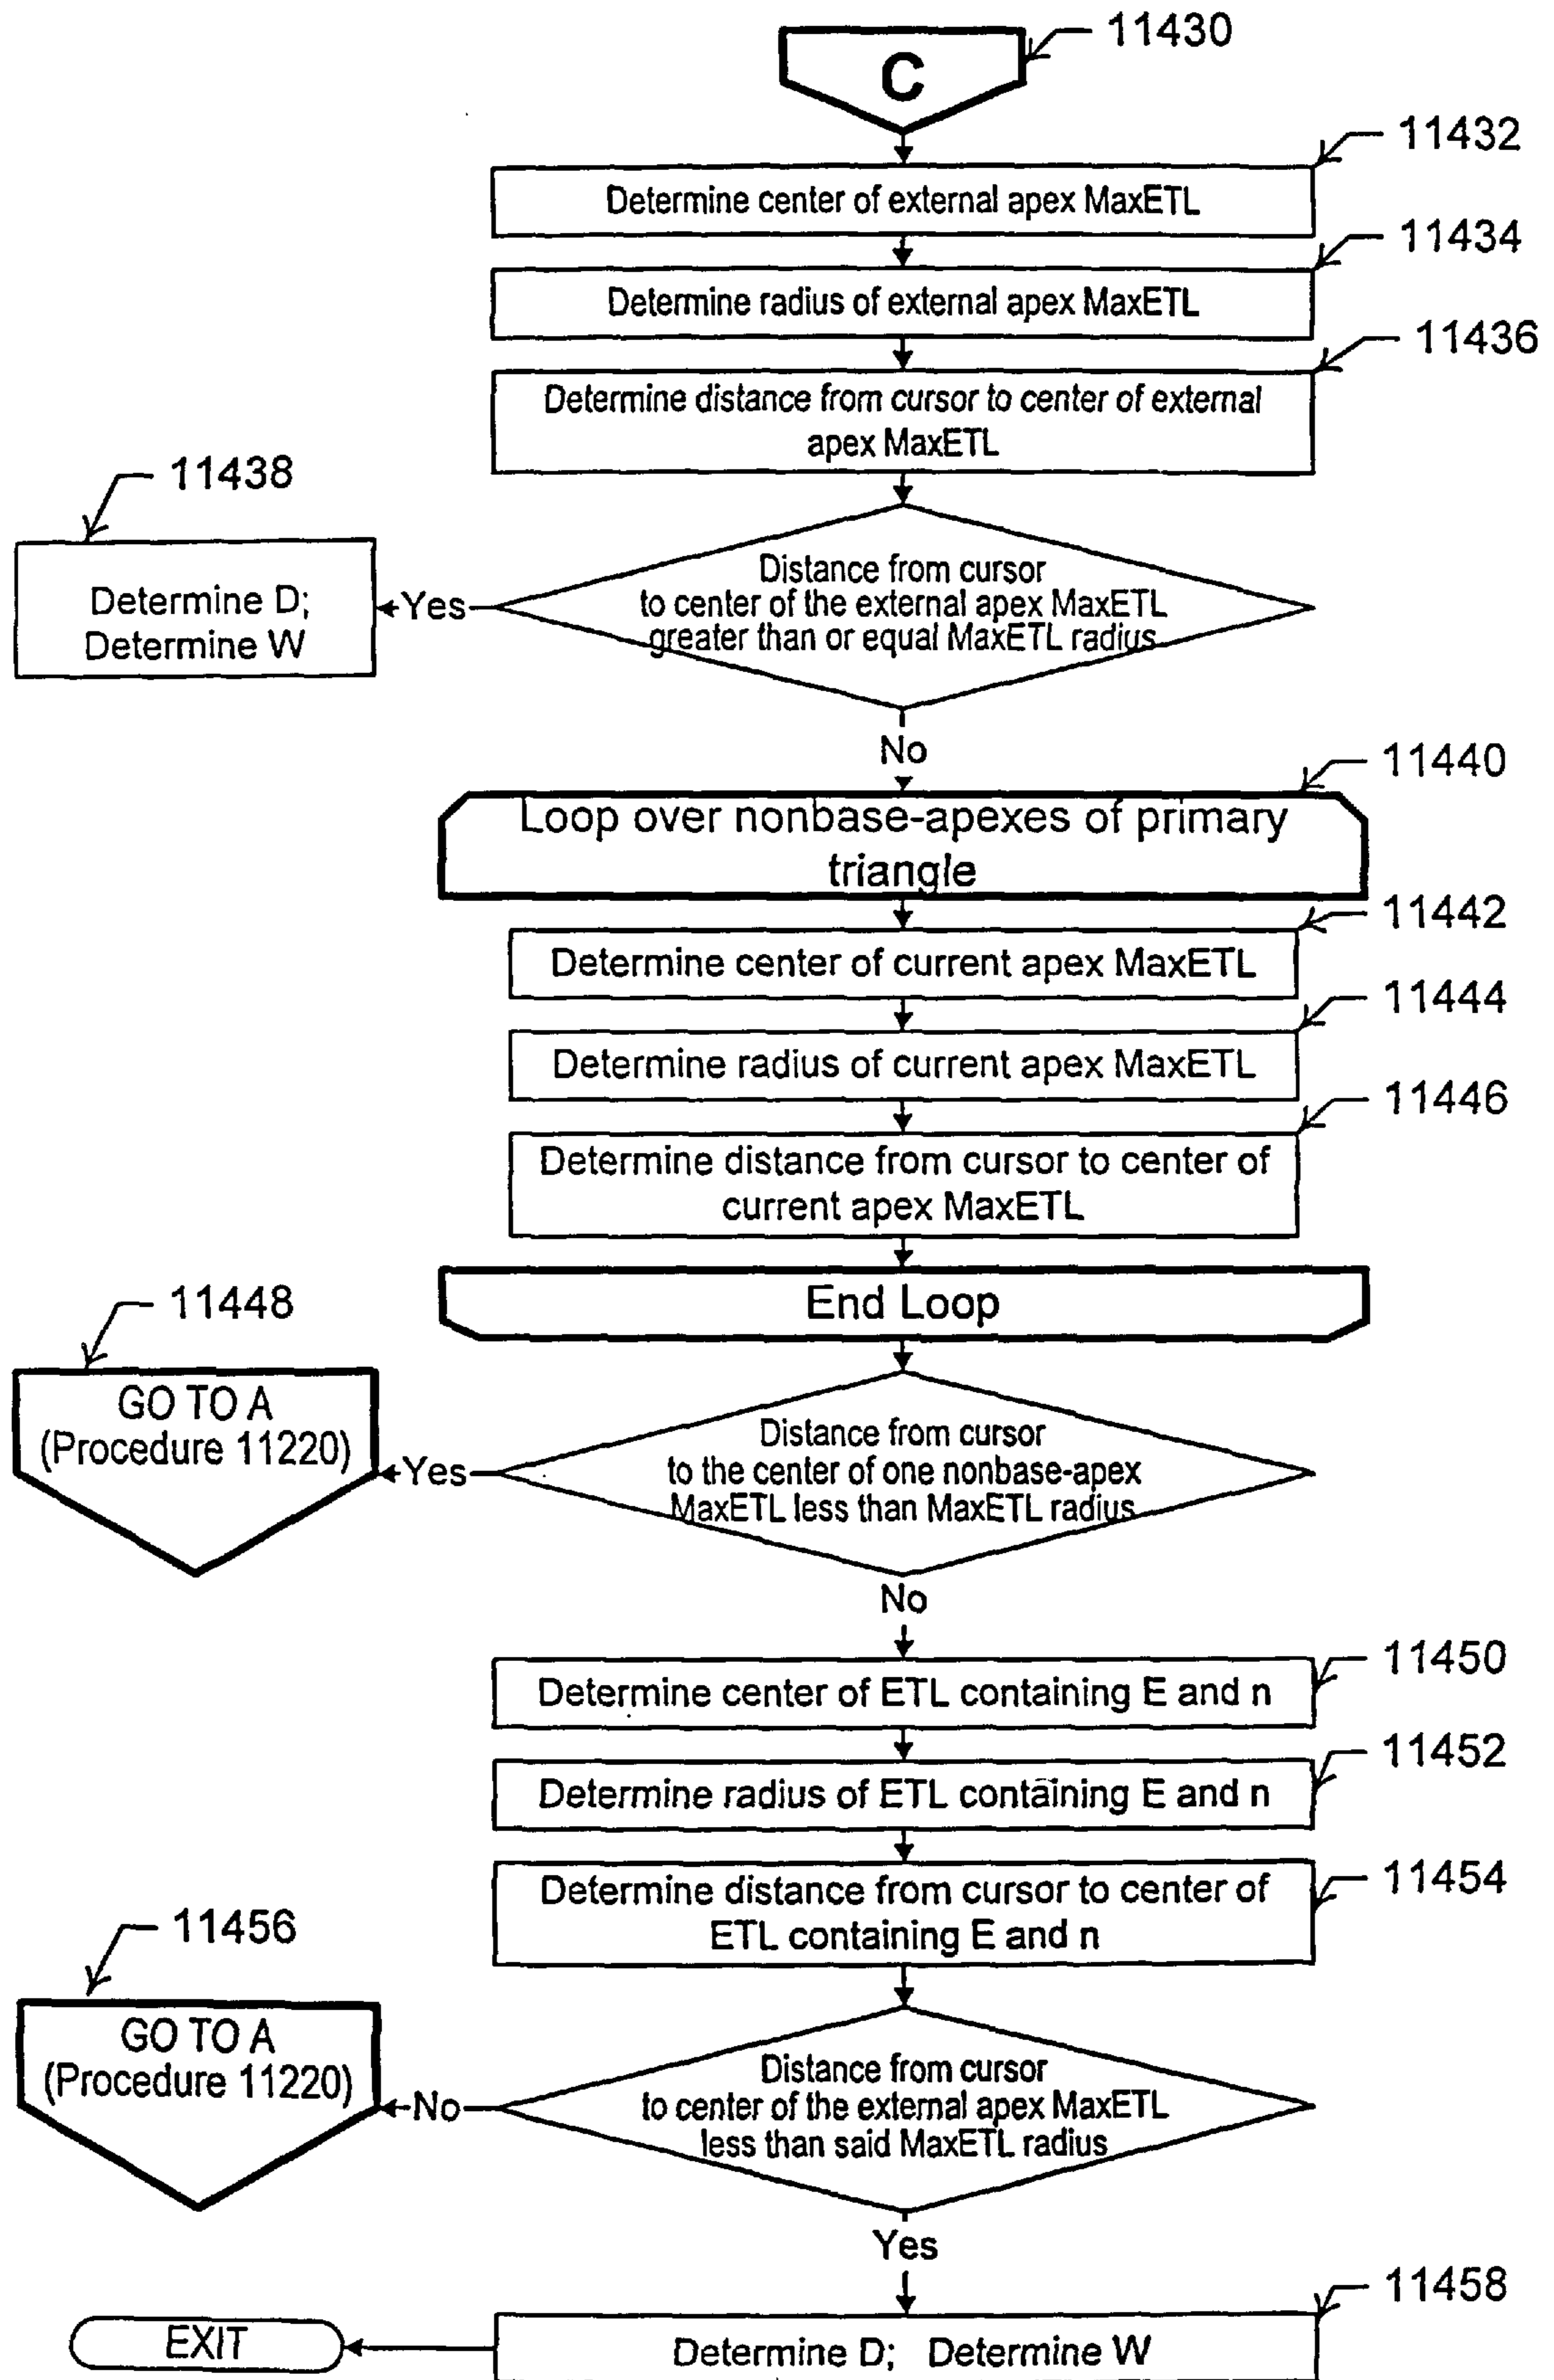 C
11430
11432
Determine center of external apex MaxETL
11434
Determine radius of external apex MaxETL
11436
Determine distance from cursor to center of external
apex MaxETL
11438
Determine D;
Determine W
Yes
Distance from cursor
to center of the external apex MaxETL
greater than or equal MaxETL radius
No
11440
Loop over nonbase-apexes of primary
triangle
11442
Determine center of current apex MaxETL
11444
Determine radius of current apex MaxETL
11446
Determine distance from cursor to center of
current apex MaxETL
End Loop
11448
GO TO A
(Procedure 11220)
Yes
Distance from cursor
to the center of one nonbase-apex
MaxETL less than MaxETL radius
No
11450
Determine center of ETL containing E and n
11452
Determine radius of ETL containing E and n
11454
Determine distance from cursor to center of
ETL containing E and n
11456
GO TO A
(Procedure 11220)
No
Distance from cursor
to center of the external apex MaxETL
less than said MaxETL radius
Yes
11458
Determine D; Determine W
EXIT